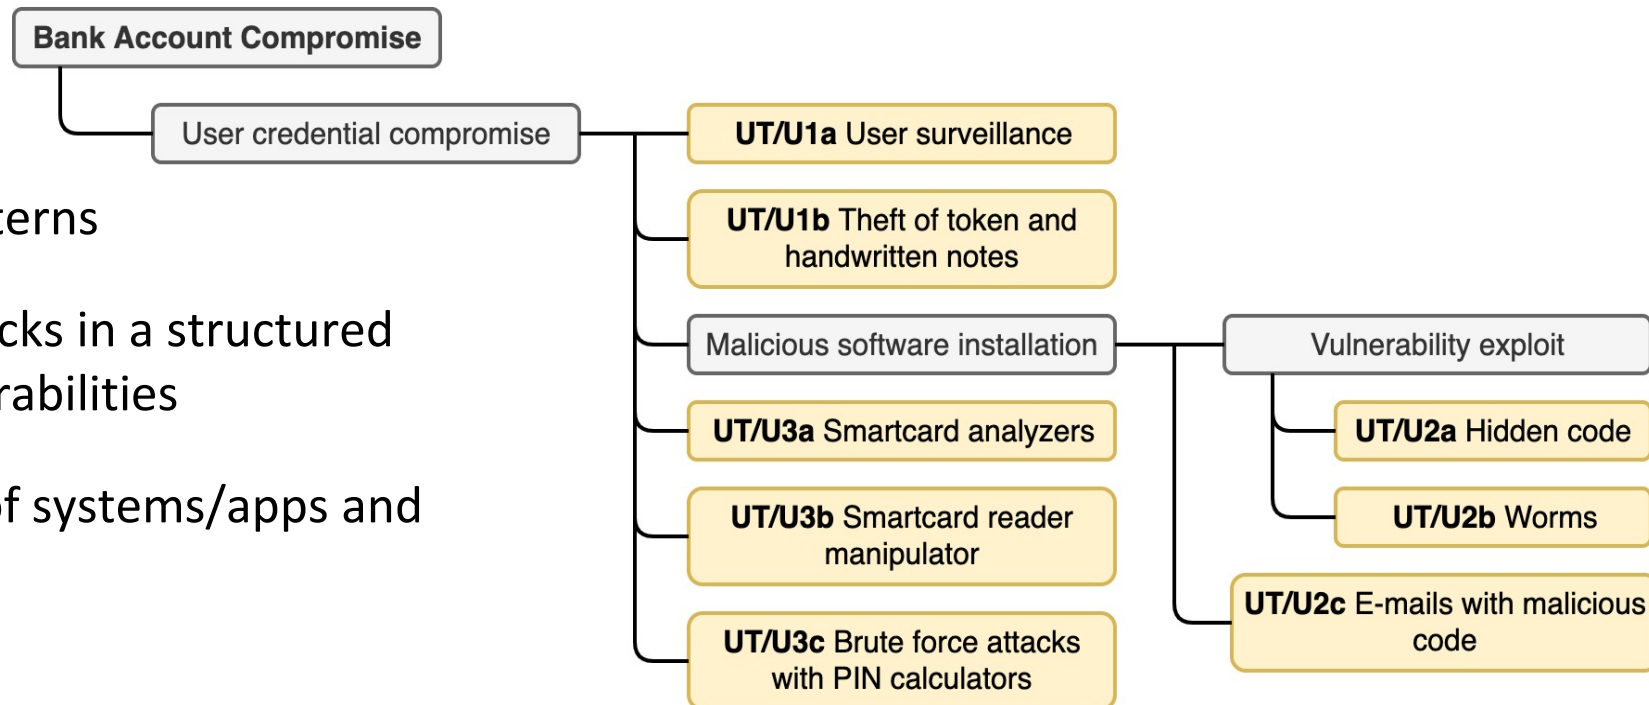 Bank Account Compromise
User credential compromise
UT/U1a User surveillance
UT/U1b Theft of token and
handwritten notes
Malicious software installation
Vulnerability exploit
UT/U2a Hidden code
UT/U2b Worms
UT/U2c E-mails with malicious
code
UT/U3a Smartcard analyzers
UT/U3b Smartcard reader
manipulator
UT/U3c Brute force attacks
with PIN calculators
terns
cks in a structured
rabilities
of systems/apps and